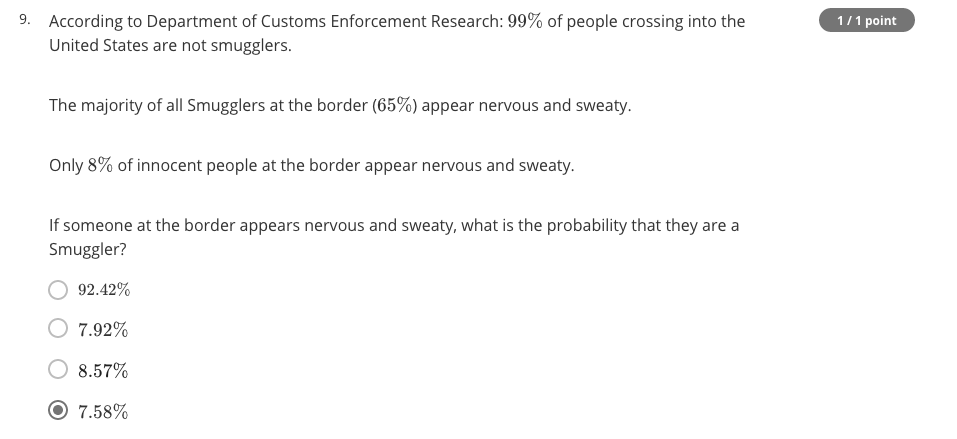 9. According to Department of Customs Enforcement Research: 99% of people crossing into the
1 / 1 point
United States are not smugglers.
The majority of all Smugglers at the border (65%) appear nervous and sweaty.
Only 8% of innocent people at the border appear nervous and sweaty.
If someone at the border appears nervous and sweaty, what is the probability that they are a
Smuggler?
92.42%
7.92%
8.57%
7.58%